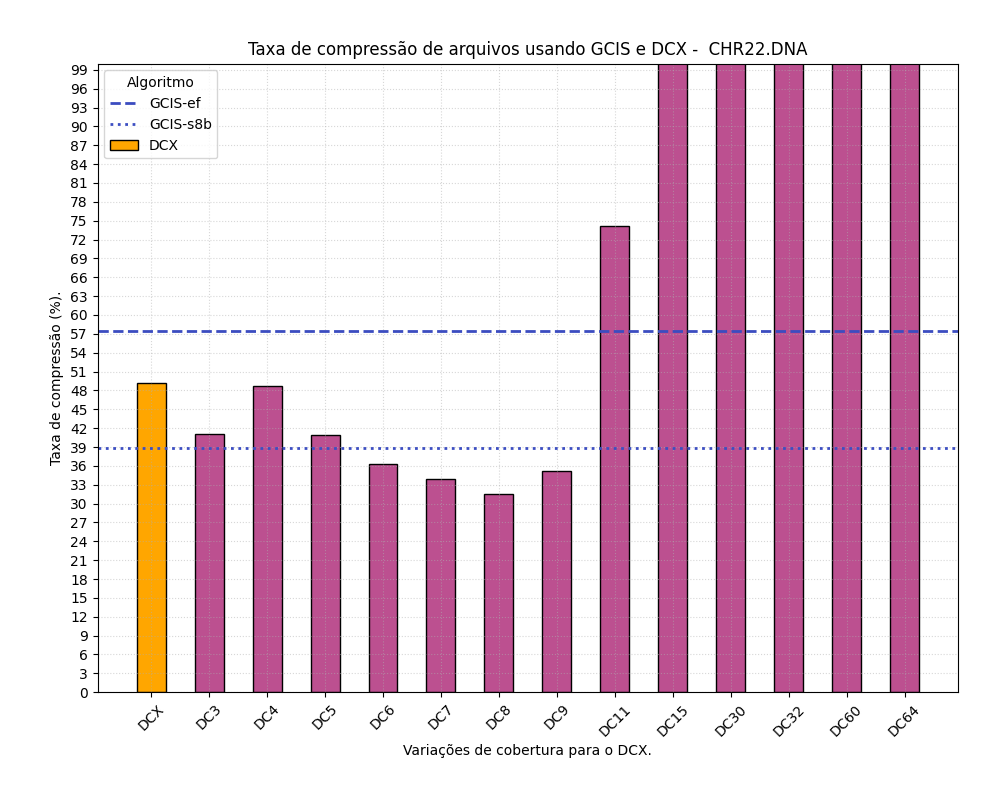 Taxa de compressão de arquivos usando GCIS e DCX -  CHR22.DNA
Algoritmo
GCIS-ef
GCIS-s8b
DCX
Taxa de compressão (%).
99
96
93
90
87
84
81
78
75
72
69
66
63
60
57
54
51
48
45
42
39
36
33
30
27
24
21
18
15
12
9
6
3
0
DCX
DC3
DC4
DC5
DC6
DC7
DC8
DC9
DC11
DC15
DC30
DC32
DC60
DC64
Variações de cobertura para o DCX.